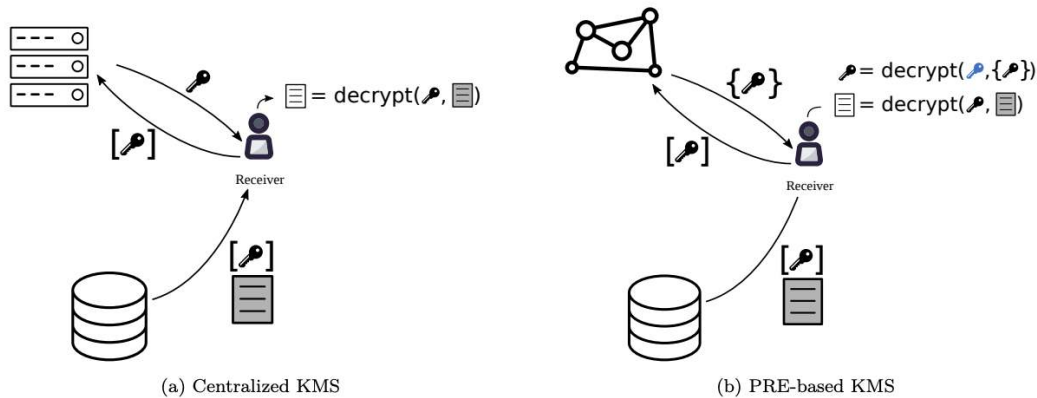 = decrypt( , )
[ ]
Receiver
[ ]
(a) Centralized KMS
{ }
= decrypt( ,{ })
= decrypt( , )
[ ]
Receiver
[ ]
(b) PRE-based KMS